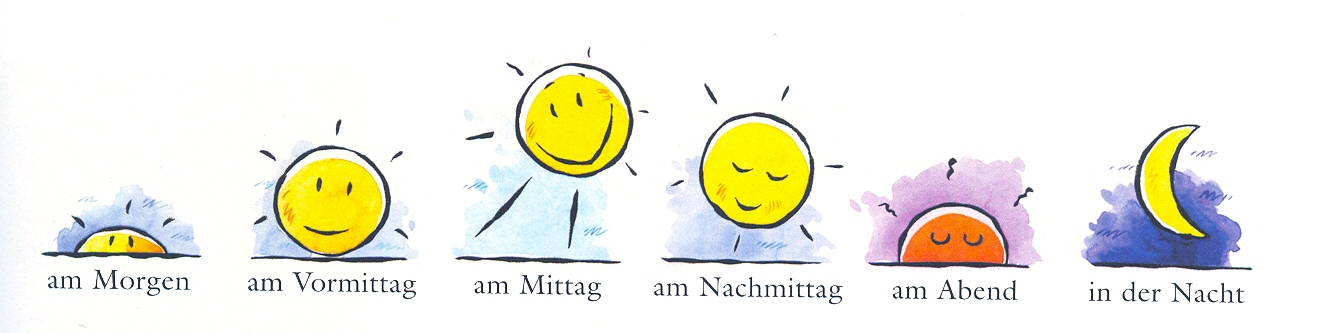 am Morgen
am Vormittag
am Mittag
am Nachmittag
am Abend
in der Nacht